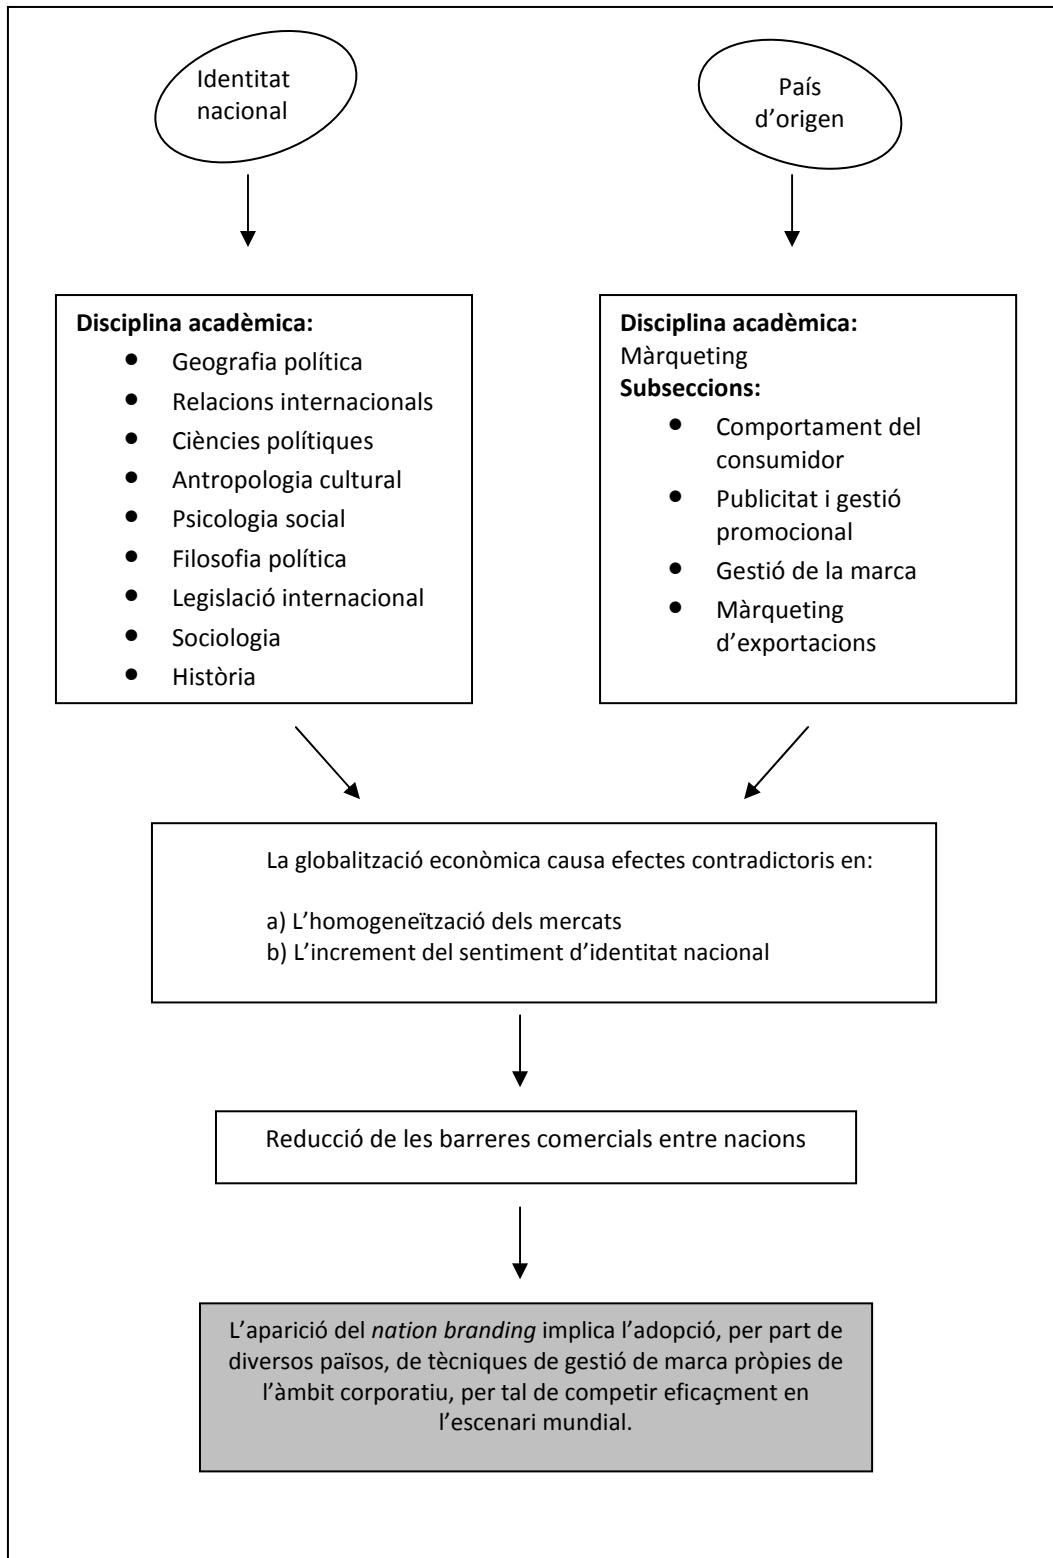 Identitat
nacional
País
d’origen
Disciplina acadèmica:
• Geografia política
• Relacions internacionals
• Ciències polítiques
• Antropologia cultural
• Psicologia social
• Filosofia política
• Legislació internacional
• Sociologia
• Història
Disciplina acadèmica:
Màrqueting
Subseccions:
• Comportament del
consumidor
• Publicitat i gestió
promocional
• Gestió de la marca
• Màrqueting
d’exportacions
La globalització econòmica causa efectes contradictoris en:
a) L’homogeneïtzació dels mercats
b) L’increment del sentiment d’identitat nacional
Reducció de les barreres comercials entre nacions
L’aparició del nation branding implica l’adopció, per part de
diversos països, de tècniques de gestió de marca pròpies de
l’àmbit corporatiu, per tal de competir eficaçment en
l’escenari mundial.